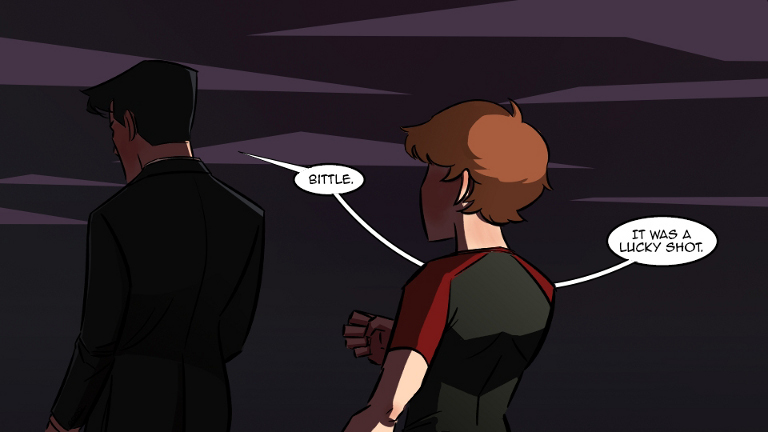 BITTLE.
IT WAS A
LUCKY SHOT.